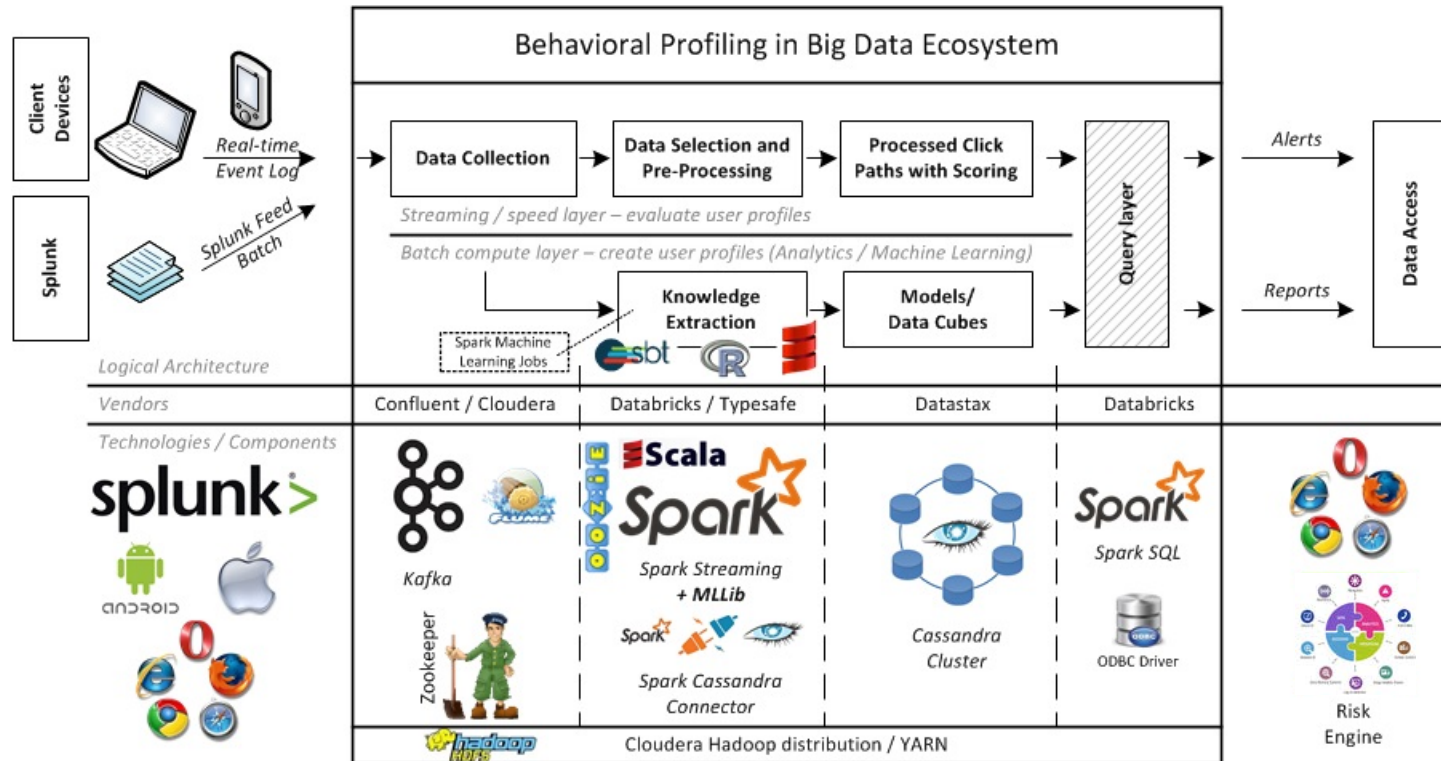 Behavioral Profiling in Big Data Ecosystem
Client
Devices
Real-time
Event Log
Splunk
Splunk Feed
Batch
Data Collection
Data Selection and
Pre-Processing
Processed Click
Paths with Scoring
Query layer
Alerts
Reports
Data Access
Streaming / speed layer – evaluate user profiles
Batch compute layer – create user profiles (Analytics / Machine Learning)
Knowledge
Extraction
Models/
Data Cubes
Spark Machine
Learning Jobs
sbt
R
Logical Architecture
Vendors
Confluent / Cloudera
Databricks / Typesafe
Datastax
Databricks
Technologies / Components
splunk>
ANDROID
Kafka
FLUME
Zookeeper
OOZIE
Scala
Spark
Spark Streaming
+ MLLib
Spark
Spark Cassandra
Connector
Cassandra
Cluster
Spark
Spark SQL
ODBC
ODBC Driver
Risk
Engine
hadoop
HDFS
Cloudera Hadoop distribution / YARN